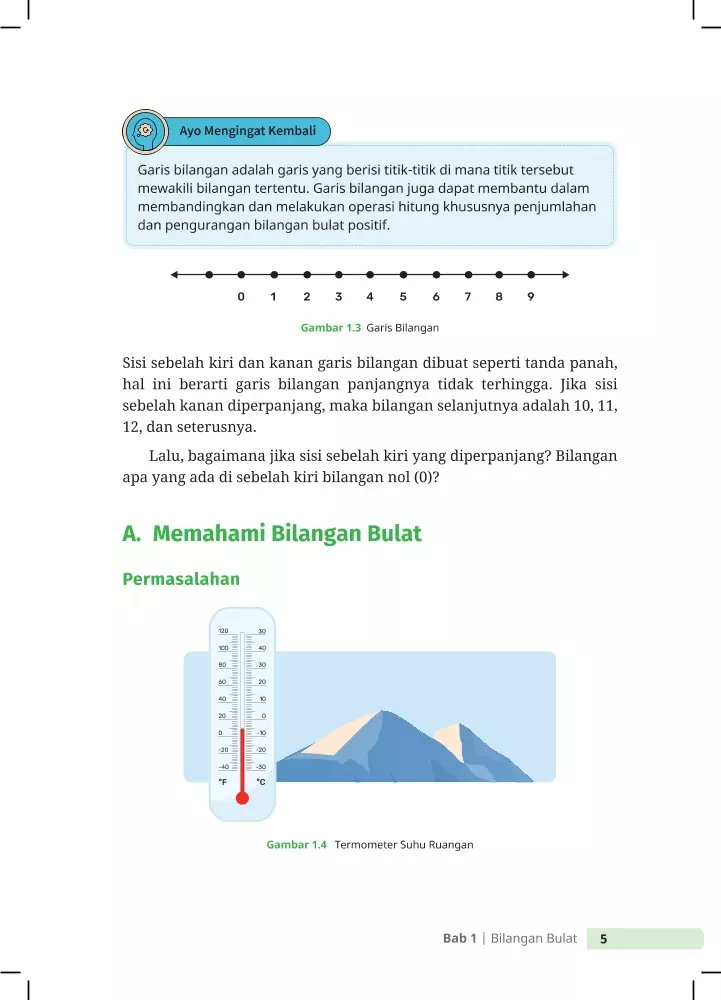 Ayo Mengingat Kembali
Garis bilangan adalah garis yang berisi titik-titik di mana titik tersebut
mewakili bilangan tertentu. Garis bilangan juga dapat membantu dalam
membandingkan dan melakukan operasi hitung khususnya penjumlahan
dan pengurangan bilangan bulat positif.
0 1 2 3 4 5 6 7 8 9
Gambar 1.3 Garis Bilangan
Sisi sebelah kiri dan kanan garis bilangan dibuat seperti tanda panah,
hal ini berarti garis bilangan panjangnya tidak terhingga. Jika sisi
sebelah kanan diperpanjang, maka bilangan selanjutnya adalah 10, 11,
12, dan seterusnya.
Lalu, bagaimana jika sisi sebelah kiri yang diperpanjang? Bilangan
apa yang ada di sebelah kiri bilangan nol (0)?
A. Memahami Bilangan Bulat
Permasalahan
120 30
100 40
80 30
60 20
40 10
20 0
0 -10
-20 -20
-40 -30
°F °C
Gambar 1.4 Termometer Suhu Ruangan
Bab 1 | Bilangan Bulat 5